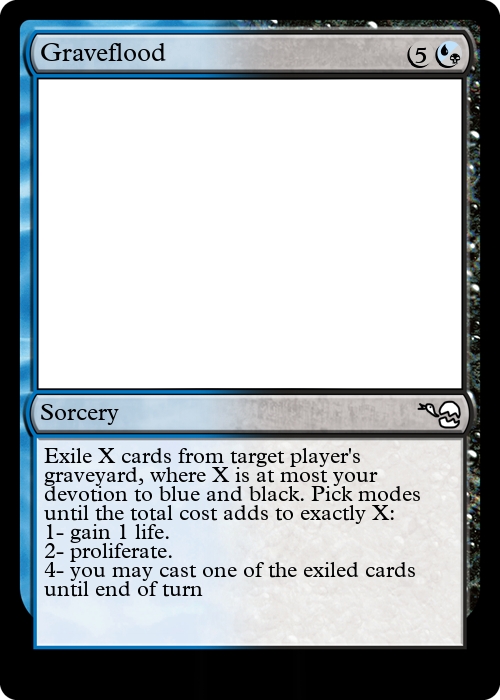 Graveflood
5
Sorcery
Exile X cards from target player's
graveyard, where X is at most your
devotion to blue and black. Pick modes
until the total cost adds to exactly X:
1- gain 1 life.
2- proliferate.
4- you may cast one of the exiled cards
until end of turn